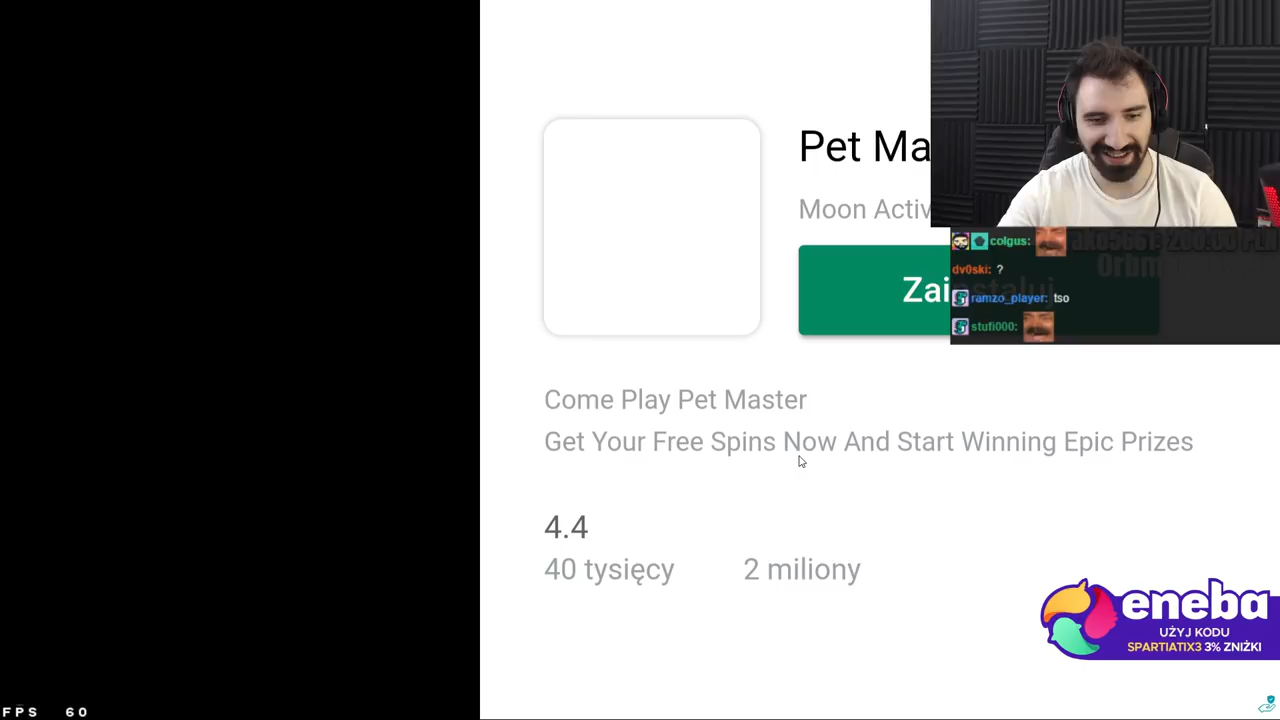 Pet Ma
Moon Activ
Zainstaluj
colgus:
dv0ski: ?
ramzo_player: tso
stufi000:
Come Play Pet Master
Get Your Free Spins Now And Start Winning Epic Prizes
4.4
40 tysięcy 2 miliony
eneba
UŻYJ KODU
SPARTIATIX3 3% ZNIŻKI
FPS 60